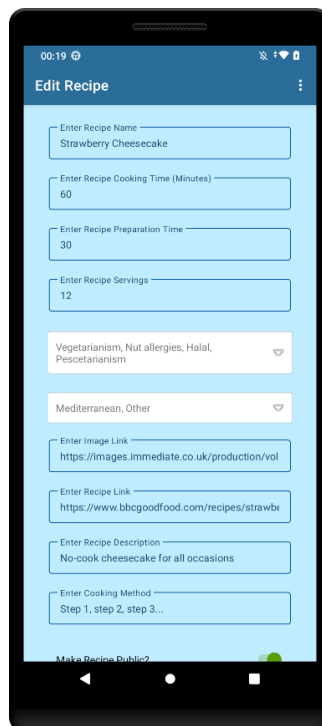 00:19
Edit Recipe
Enter Recipe Name
Strawberry Cheesecake
Enter Recipe Cooking Time (Minutes)
60
Enter Recipe Preparation Time
30
Enter Recipe Servings
12
Vegetarianism, Nut allergies, Halal,
Pescetarianism
Mediterranean, Other
Enter Image Link
https://images.immediate.co.uk/production/vol
Enter Recipe Link
https://www.bbcgoodfood.com/recipes/strawbe
Enter Recipe Description
No-cook cheesecake for all occasions
Enter Cooking Method
Step 1, step 2, step 3...
Make Recipe Public?